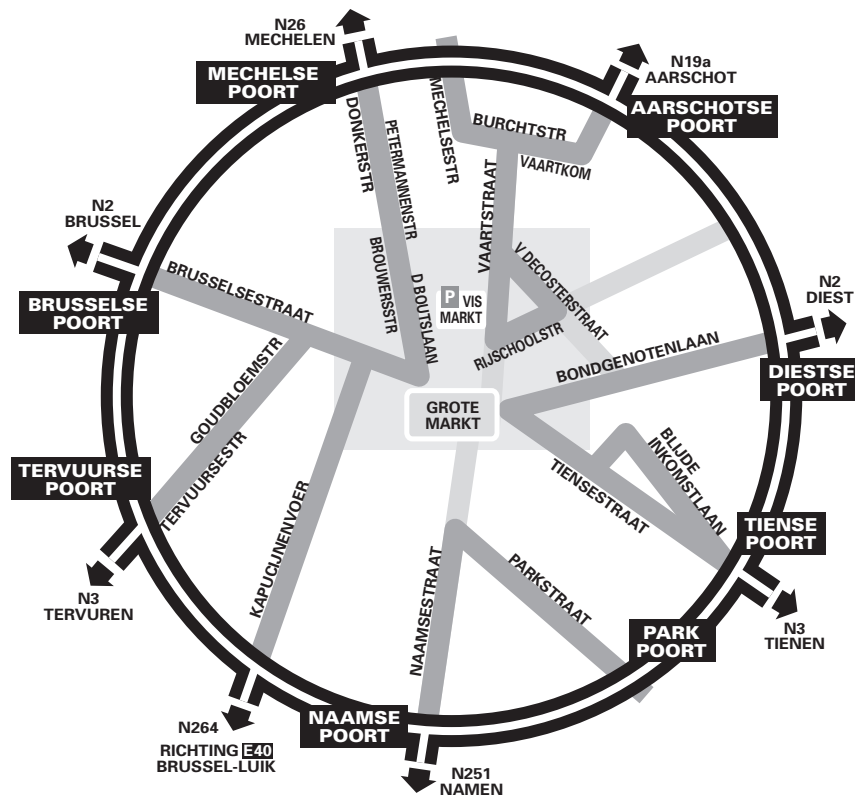 N26
MECHELEN
N19a
AARSCHOT
MECHELSE
POORT
AARSCHOTSE
POORT
MECHELSESTR
BURCHTSTR
VAARTKOM
DONKERSTR
PETERMANNENSTR
VAARTSTRAAT
N2
BRUSSEL
BRUSSELSESTRAAT
BROUWERSSTR
D BOUTSLAAN
V.DECOSTERSTRAAT
P VIS
MARKT
N2
DIEST
BRUSSELSE
POORT
RIJSCHOOLSTR
BONDGENOTENLAAN
DIESTSE
POORT
GOUDBLOEMSTR
GROTE
MARKT
TERVUURSE
POORT
TERVUURSESTR
TIENSESTRAAT
BLIJDE
INKOMSTLAAN
TIENSE
POORT
N3
TERVUREN
KAPUCIJNENVOER
NAAMSESTRAAT
PARKSTRAAT
PARK
POORT
N3
TIENEN
N264
RICHTING E40
BRUSSEL-LUIK
NAAMSE
POORT
N251
NAMEN